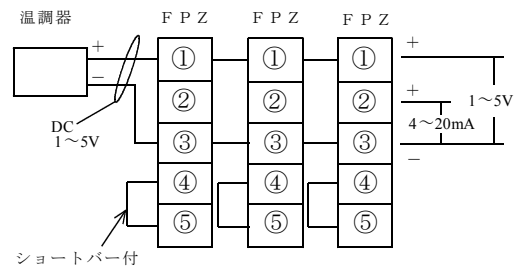 温調器
FPZ FPZ FPZ
+
−
DC
1～5V
① ① ①
② ② ②
③ ③ ③
④ ④ ④
⑤ ⑤ ⑤
+
+
1～5V
4～20mA
−
ショートバー付